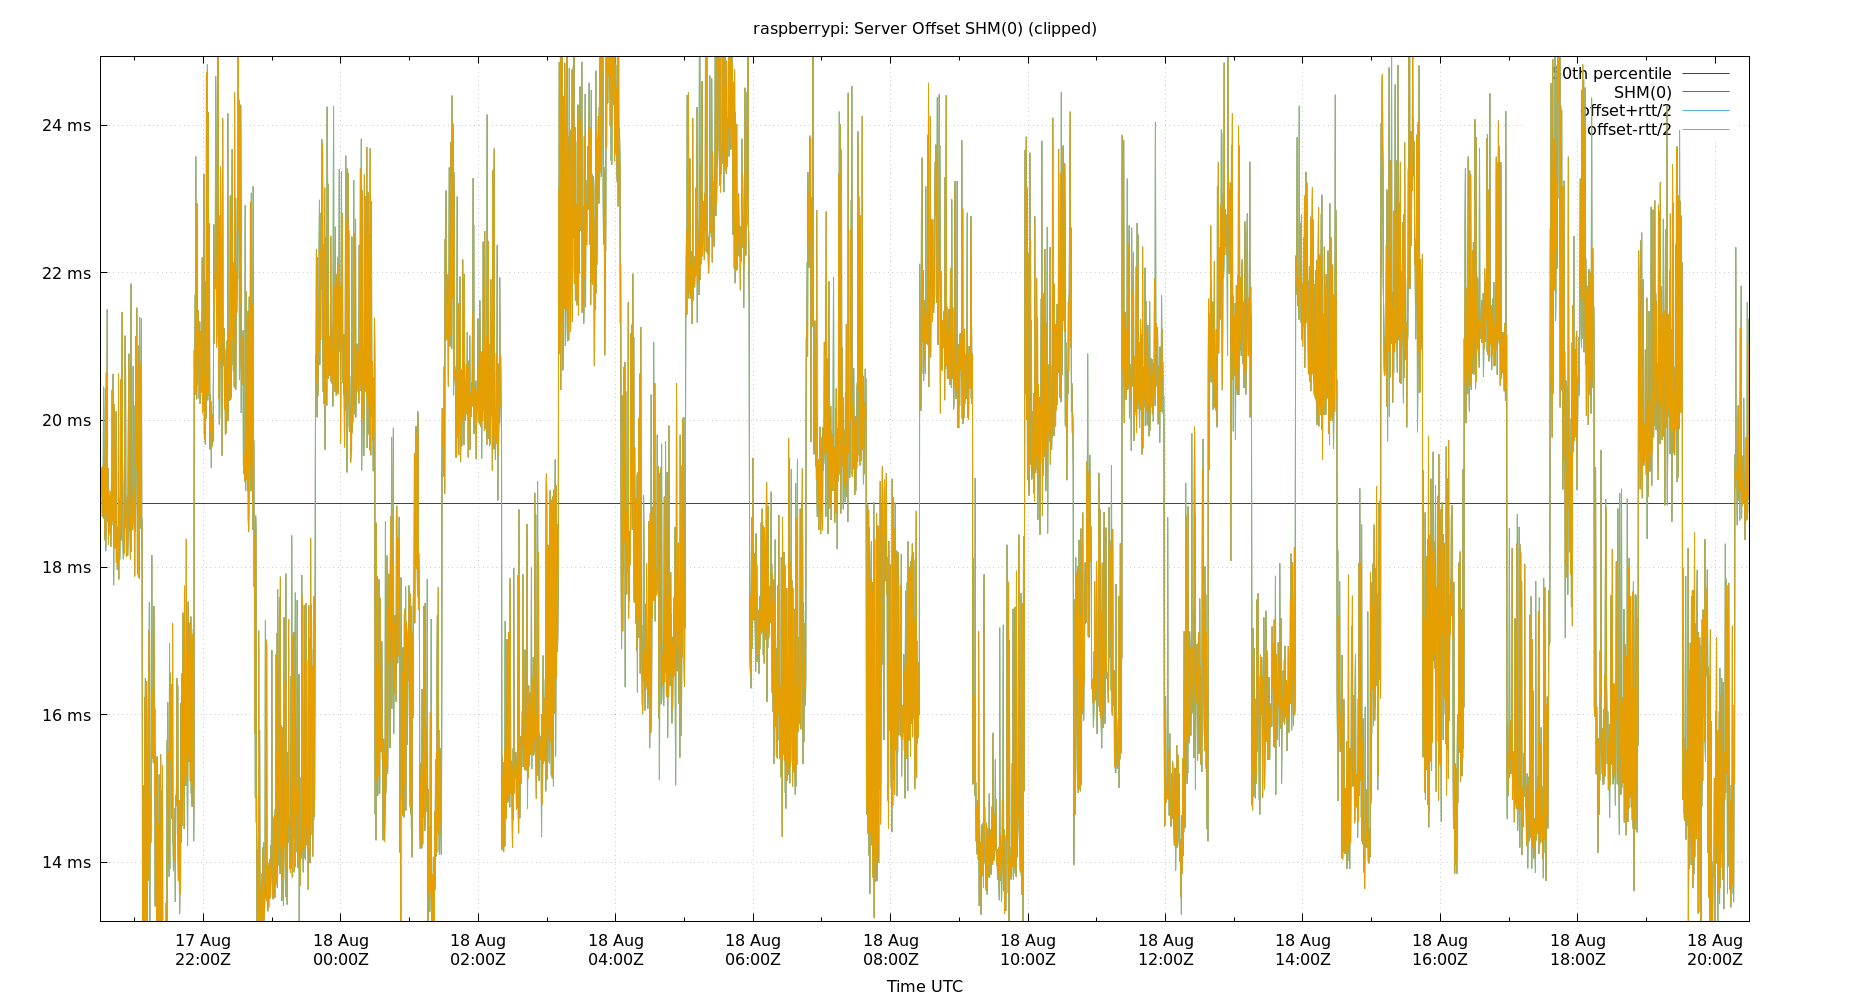 raspberrypi: Server Offset SHM(0) (clipped)
0th percentile
SHM(0)
offset+rtt/2
offset-rtt/2
24 ms
22 ms
20 ms
18 ms
16 ms
14 ms
17 Aug 18 Aug 18 Aug 18 Aug 18 Aug 18 Aug 18 Aug 18 Aug 18 Aug 18 Aug 18 Aug 18 Aug
22:00Z 00:00Z 02:00Z 04:00Z 06:00Z 08:00Z 10:00Z 12:00Z 14:00Z 16:00Z 18:00Z 20:00Z
Time UTC